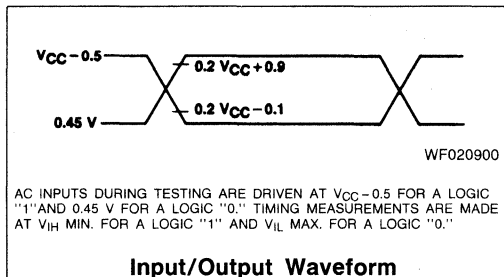 VCC – 0.5
0.2 VCC + 0.9
0.2 VCC – 0.1
0.45 V
WF020900
AC INPUTS DURING TESTING ARE DRIVEN AT VCC – 0.5 FOR A LOGIC
"1"AND 0.45 V FOR A LOGIC "0." TIMING MEASUREMENTS ARE MADE
AT VIH MIN. FOR A LOGIC "1" AND VIL MAX. FOR A LOGIC "0."
Input/Output Waveform